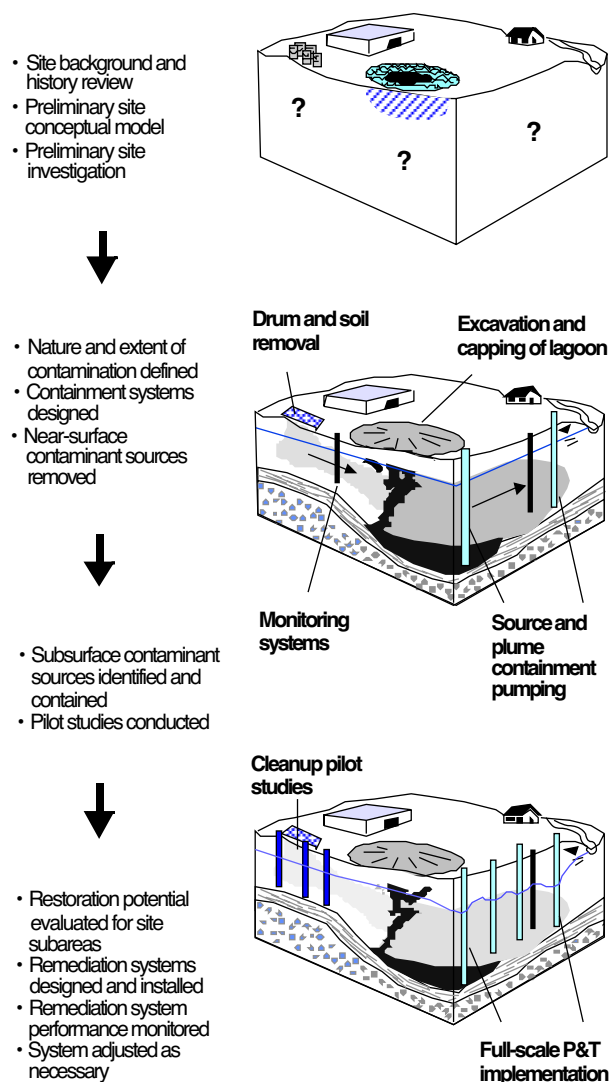 • Site background and
history review
• Preliminary site
conceptual model
• Preliminary site
investigation
?
?
?
Drum and soil
removal
Excavation and
capping of lagoon
• Nature and extent of
contamination defined
• Containment systems
designed
• Near-surface
contaminant sources
removed
Monitoring
systems
Source and
plume
containment
pumping
• Subsurface contaminant
sources identified and
contained
• Pilot studies conducted
Cleanup pilot
studies
• Restoration potential
evaluated for site
subareas
• Remediation systems
designed and installed
• Remediation system
performance monitored
• System adjusted as
necessary
Full-scale P&T
implementation